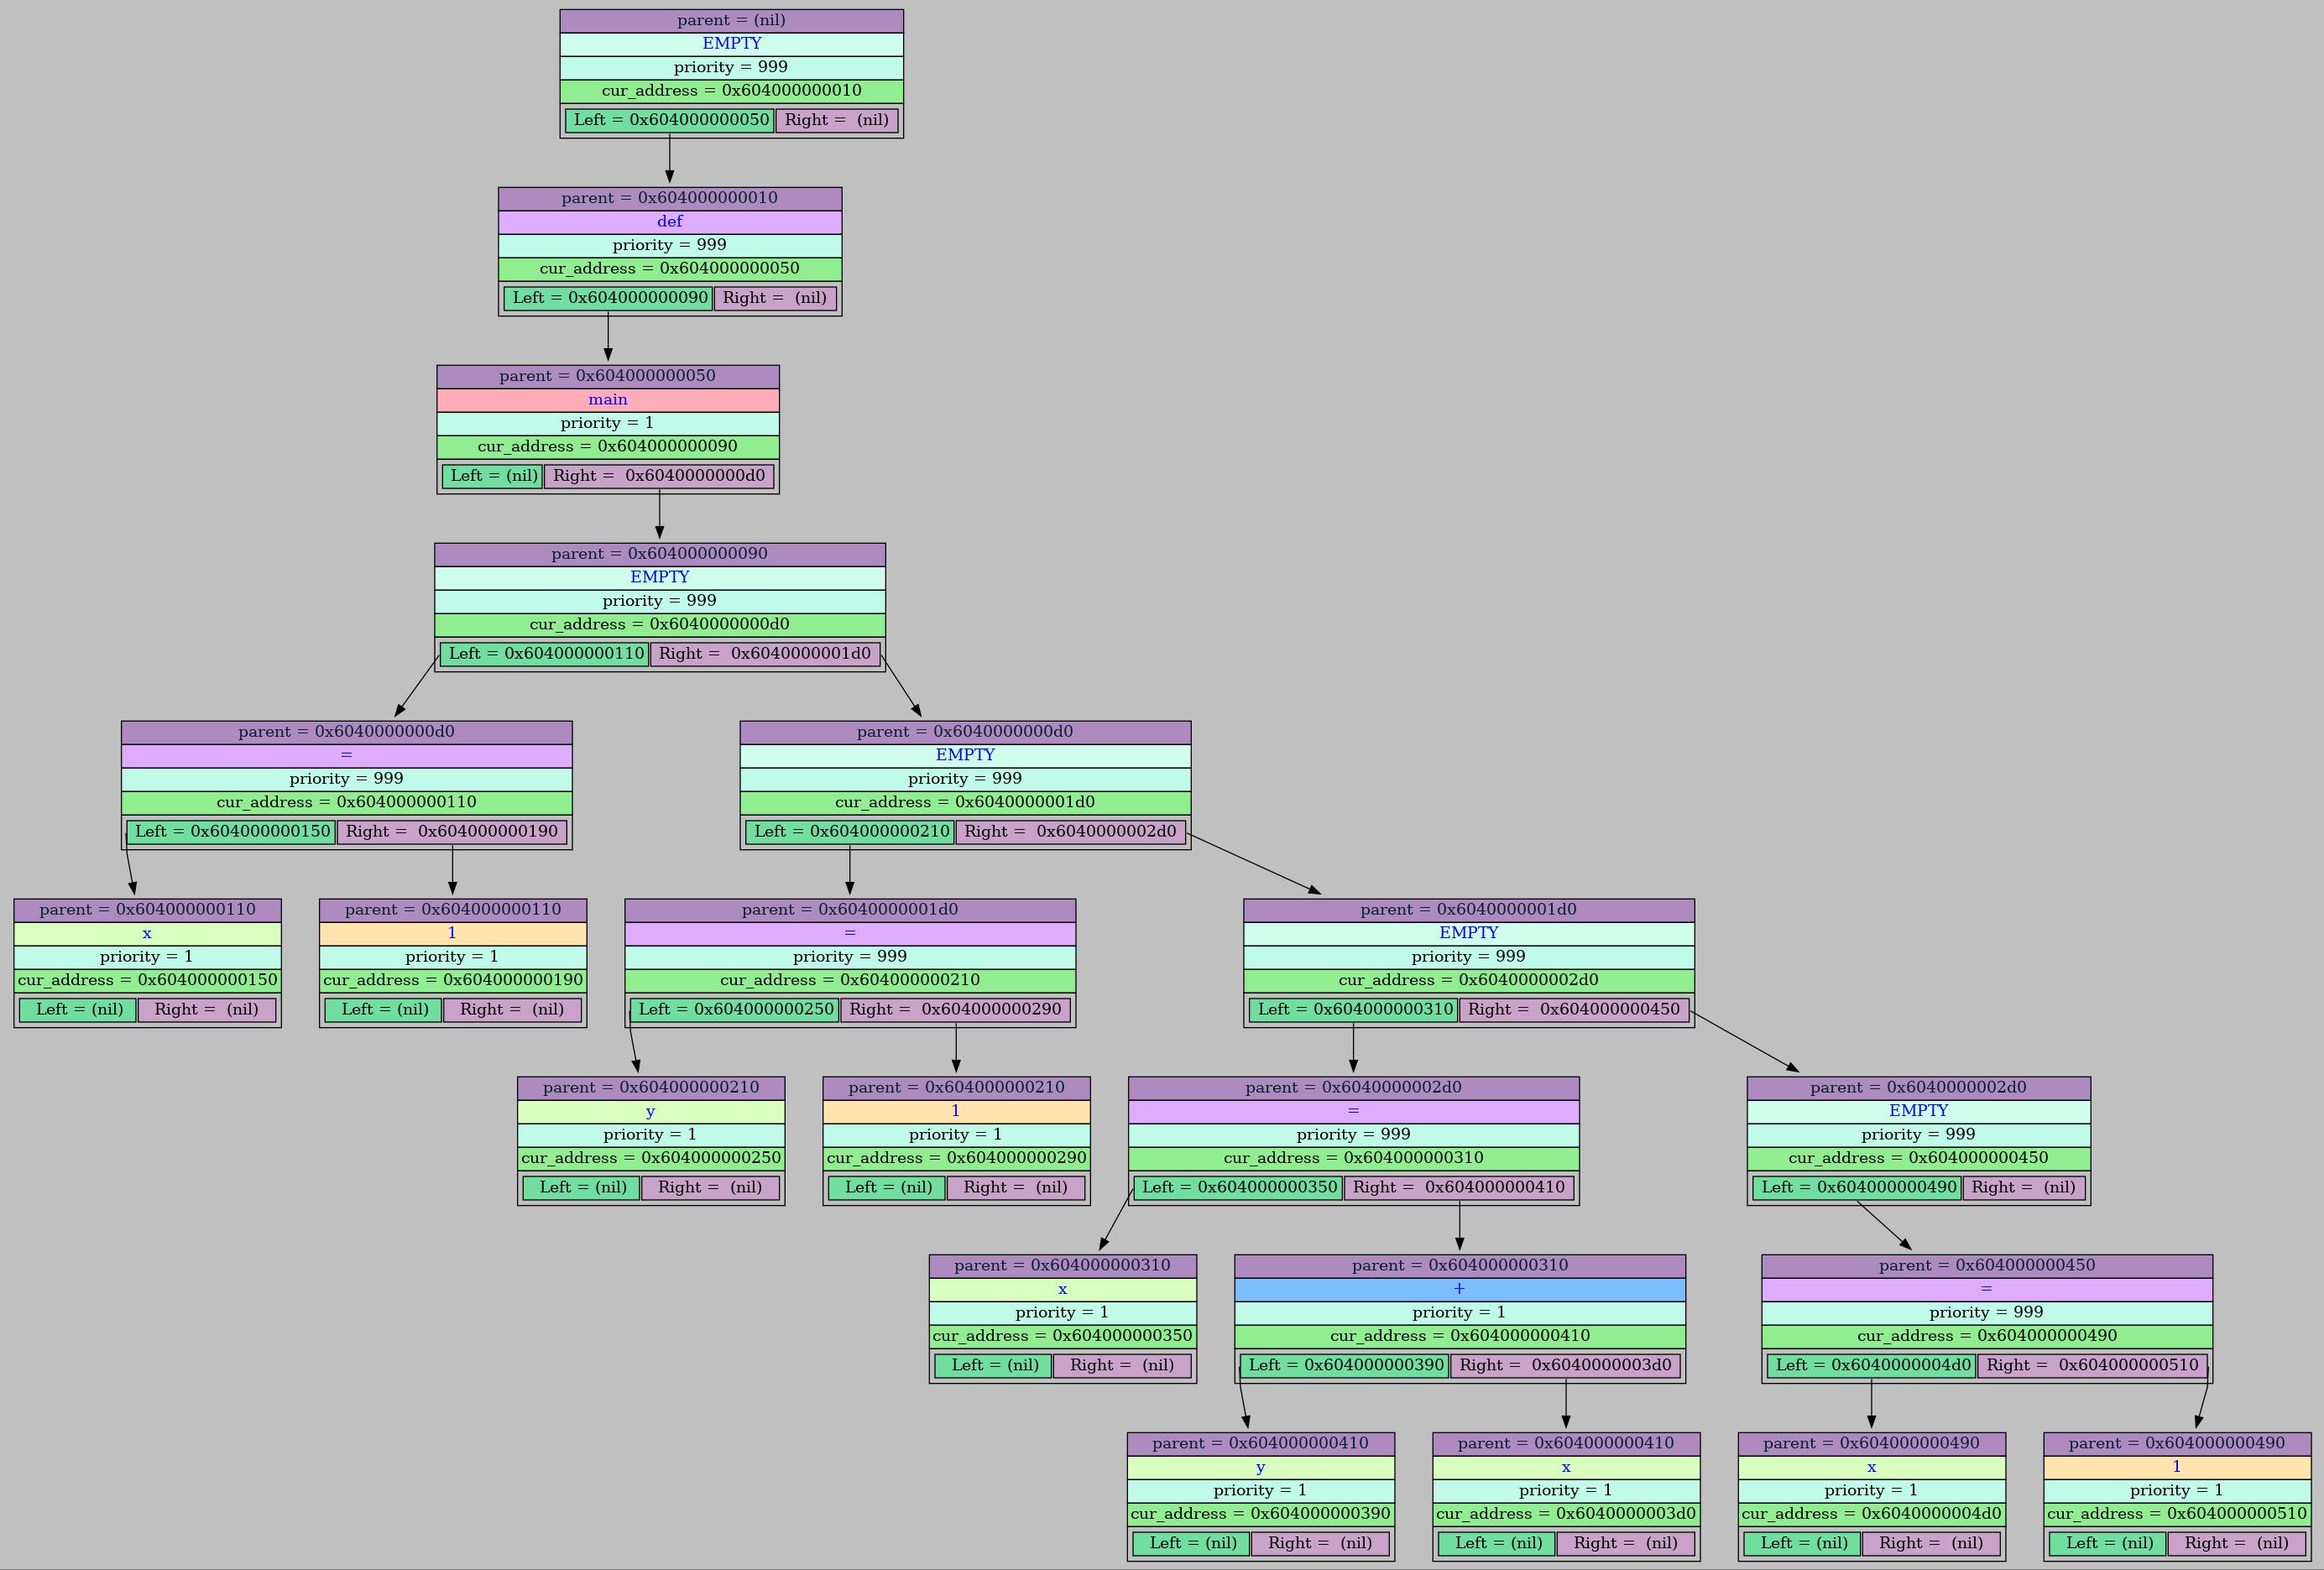 parent = (nil)
EMPTY
priority = 999
cur_address = 0x604000000010
Left = 0x604000000050 Right = (nil)
parent = 0x604000000010
def
priority = 999
cur_address = 0x604000000050
Left = 0x604000000090 Right = (nil)
parent = 0x604000000050
main
priority = 1
cur_address = 0x604000000090
Left = (nil) Right = 0x6040000000d0
parent = 0x604000000090
EMPTY
priority = 999
cur_address = 0x6040000000d0
Left = 0x604000000110 Right = 0x6040000001d0
parent = 0x6040000000d0
=
priority = 999
cur_address = 0x604000000110
Left = 0x604000000150 Right = 0x604000000190
parent = 0x6040000000d0
EMPTY
priority = 999
cur_address = 0x6040000001d0
Left = 0x604000000210 Right = 0x6040000002d0
parent = 0x604000000110
x
priority = 1
cur_address = 0x604000000150
Left = (nil) Right = (nil)
parent = 0x604000000110
1
priority = 1
cur_address = 0x604000000190
Left = (nil) Right = (nil)
parent = 0x6040000001d0
=
priority = 999
cur_address = 0x604000000210
Left = 0x604000000250 Right = 0x604000000290
parent = 0x6040000001d0
EMPTY
priority = 999
cur_address = 0x6040000002d0
Left = 0x604000000310 Right = 0x604000000450
parent = 0x604000000210
y
priority = 1
cur_address = 0x604000000250
Left = (nil) Right = (nil)
parent = 0x604000000210
1
priority = 1
cur_address = 0x604000000290
Left = (nil) Right = (nil)
parent = 0x6040000002d0
=
priority = 999
cur_address = 0x604000000310
Left = 0x604000000350 Right = 0x604000000410
parent = 0x6040000002d0
EMPTY
priority = 999
cur_address = 0x604000000450
Left = 0x604000000490 Right = (nil)
parent = 0x604000000310
x
priority = 1
cur_address = 0x604000000350
Left = (nil) Right = (nil)
parent = 0x604000000310
+
priority = 1
cur_address = 0x604000000410
Left = 0x604000000390 Right = 0x6040000003d0
parent = 0x604000000450
=
priority = 999
cur_address = 0x604000000490
Left = 0x6040000004d0 Right = 0x604000000510
parent = 0x604000000410
y
priority = 1
cur_address = 0x604000000390
Left = (nil) Right = (nil)
parent = 0x604000000410
x
priority = 1
cur_address = 0x6040000003d0
Left = (nil) Right = (nil)
parent = 0x604000000490
x
priority = 1
cur_address = 0x6040000004d0
Left = (nil) Right = (nil)
parent = 0x604000000490
1
priority = 1
cur_address = 0x604000000510
Left = (nil) Right = (nil)